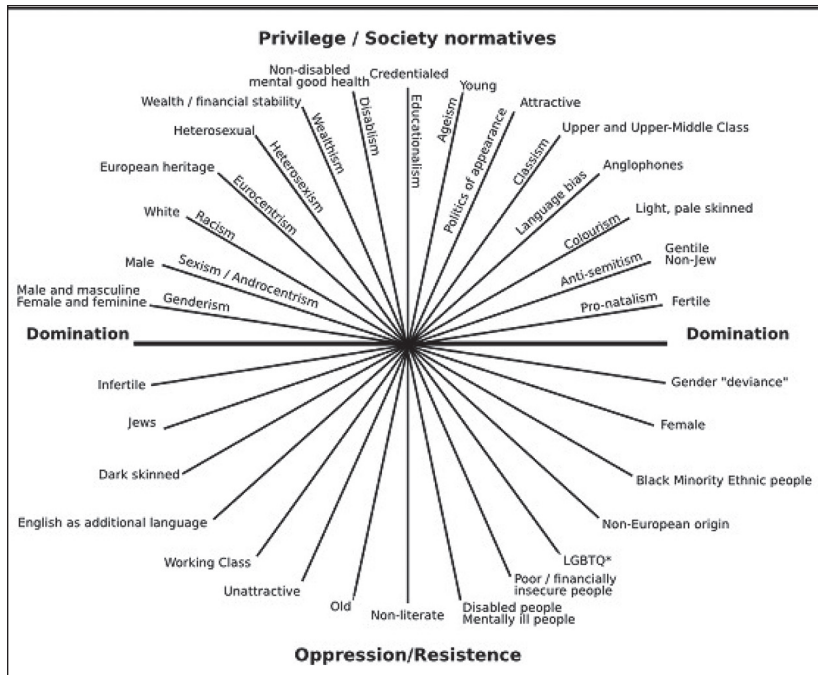 Privilege / Society normatives
Non-disabled
mental good health
Credentialed
Young
Wealth / financial stability
Attractive
Heterosexual
Upper and Upper-Middle Class
European heritage
Anglophones
White
Light, pale skinned
Male
Gentile
Non-Jew
Male and masculine
Female and feminine
Fertile
Genderism
Sexism / Androcentrism
Racism
Eurocentrism
Heterosexism
Wealthism
Disablism
Educationalism
Ageism
Politics of appearance
Classism
Language bias
Colourism
Anti-semitism
Pro-natalism
Domination
Domination
Infertile
Gender "deviance"
Jews
Female
Dark skinned
Black Minority Ethnic people
English as additional language
Non-European origin
Working Class
LGBTQ*
Unattractive
Poor / financially
insecure people
Old
Non-literate
Disabled people
Mentally ill people
Oppression/Resistence